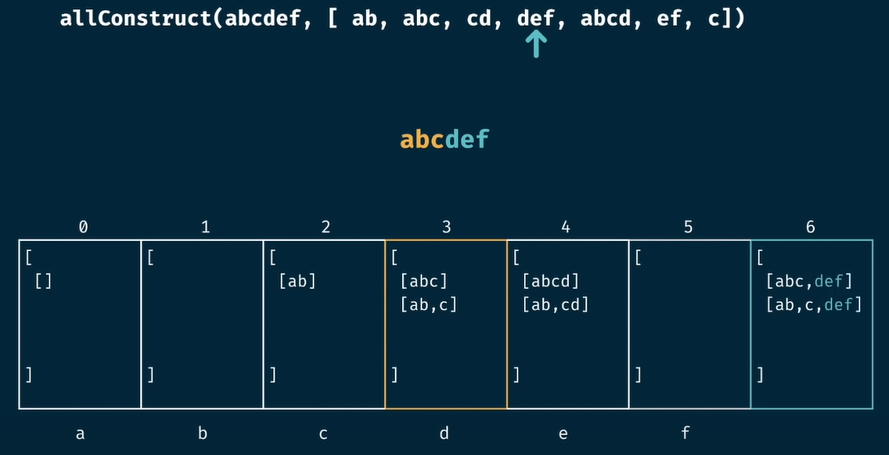 allConstruct(abcdef, [ ab, abc, cd, def, abcd, ef, c])
abcdef
0 1 2 3 4 5 6
[ [ [ [ [ [ [
[] [ab] [abc] [abcd] [abc,def]
[ab,c] [ab,cd] [ab,c,def]
] ] ] ] ] ] ]
a b c d e f